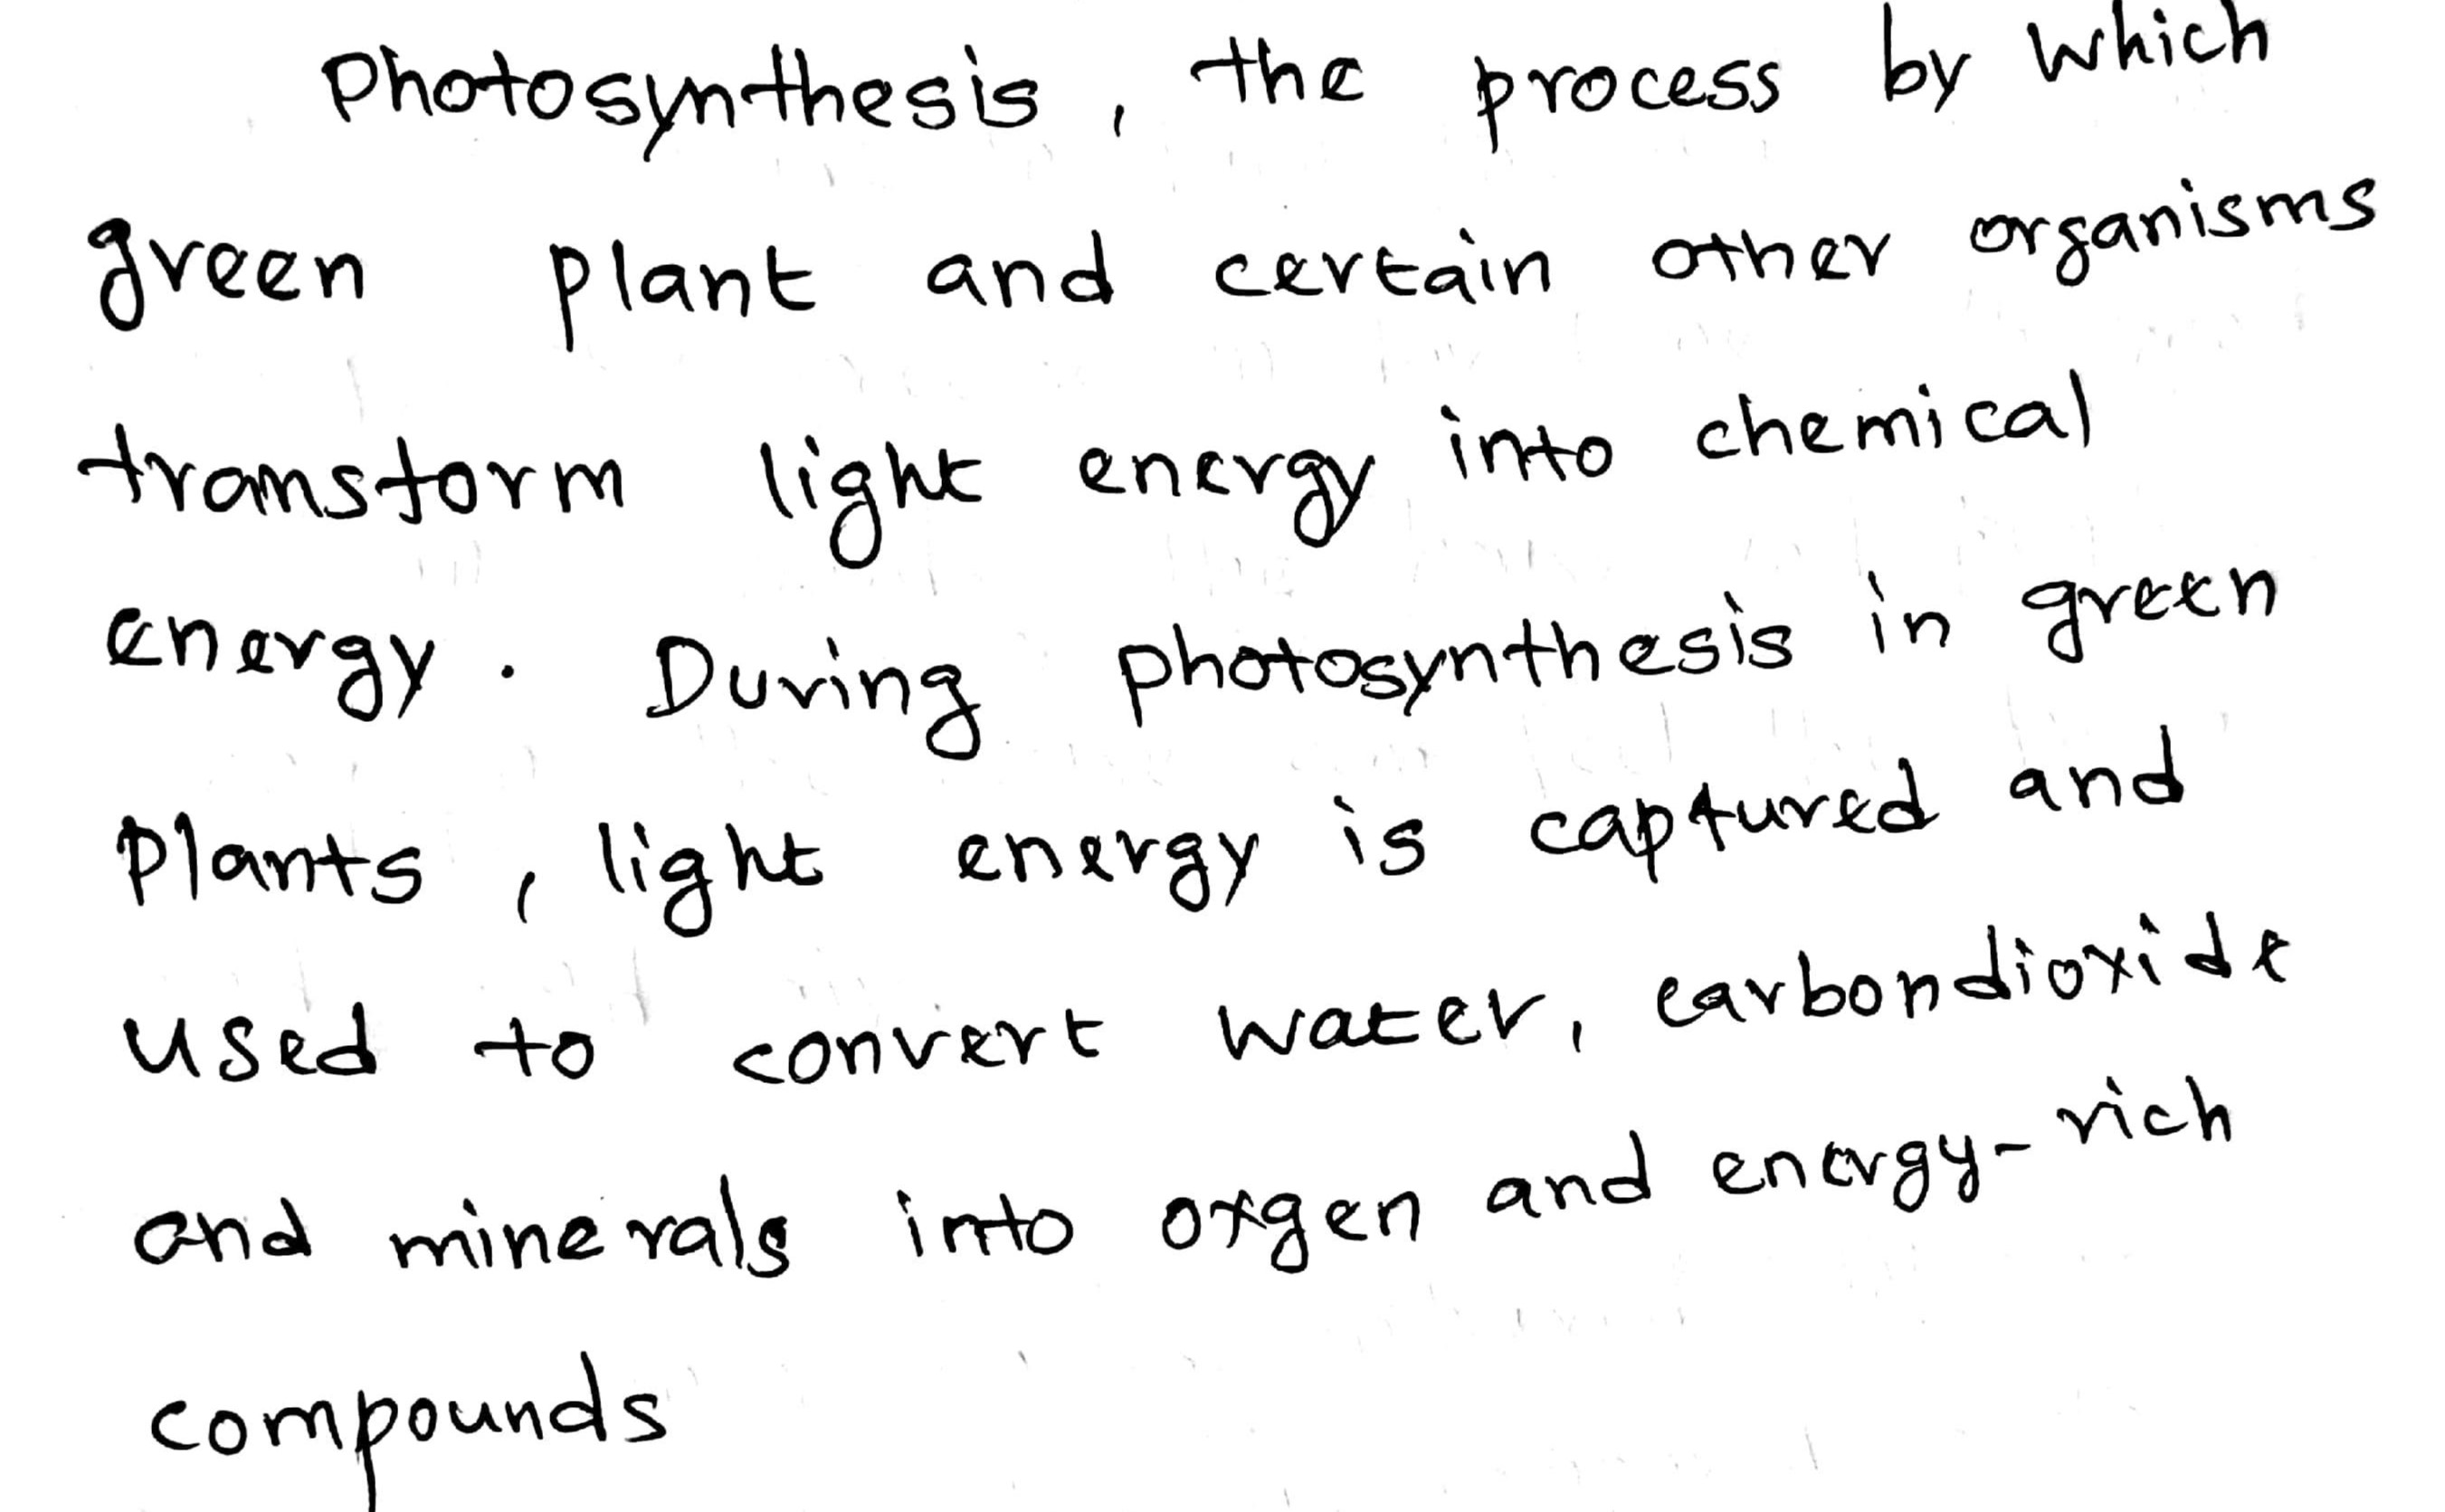 Photosynthesis, the process by which
green plant and certain other organisms
transform light energy into chemical
energy. During photosynthesis in green
plants, light energy is captured and
used to convert water, carbondioxide
and minerals into oxgen and energy-rich
compounds